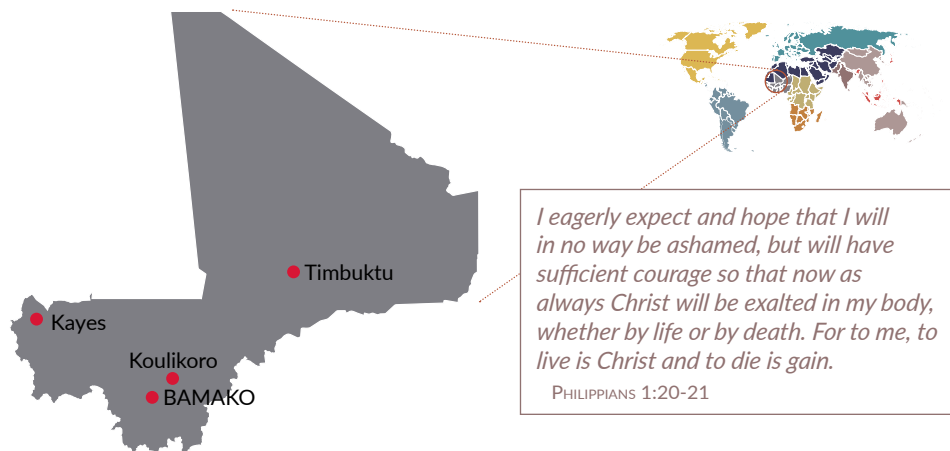 Timbuktu
Kayes
Koulikoro
BAMAKO
I eagerly expect and hope that I will
in no way be ashamed, but will have
sufficient courage so that now as
always Christ will be exalted in my body,
whether by life or by death. For to me, to
live is Christ and to die is gain.
Philippians 1:20-21